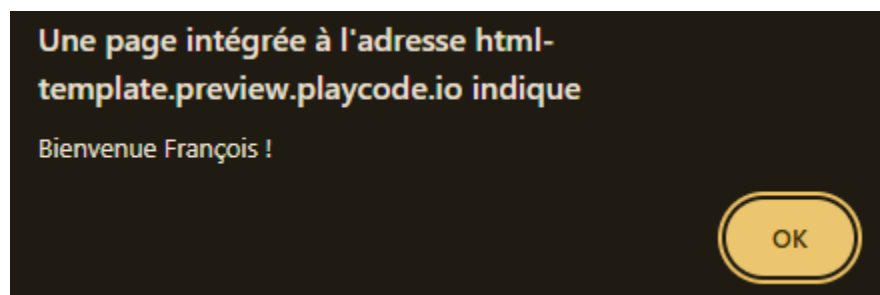 Une page intégrée à l'adresse html-
template.preview.playcode.io indique
Bienvenue François !
OK